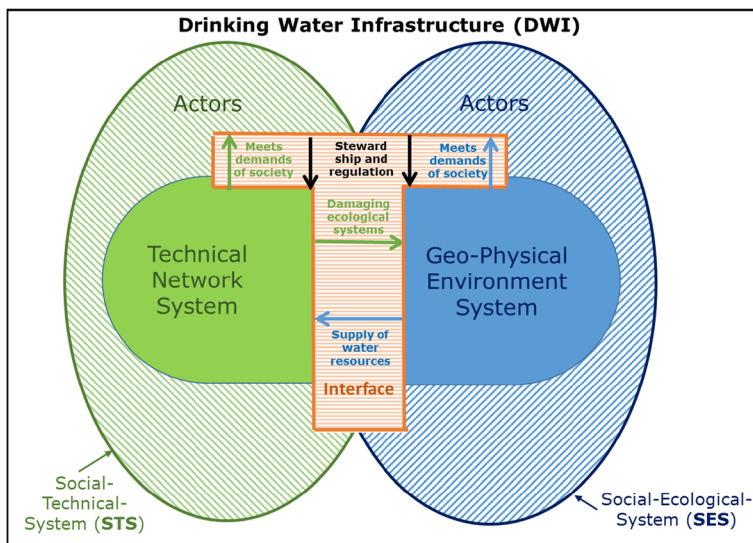 Drinking Water Infrastructure (DWI)
Actors
Actors
Meets
demands
of society
Steward
ship and
regulation
Meets
demands
of society
Damaging
ecological
systems
Technical
Network
System
Geo-Physical
Environment
System
Supply of
water
resources
Interface
Social-
Technical-
System (STS)
Social-Ecological-
System (SES)